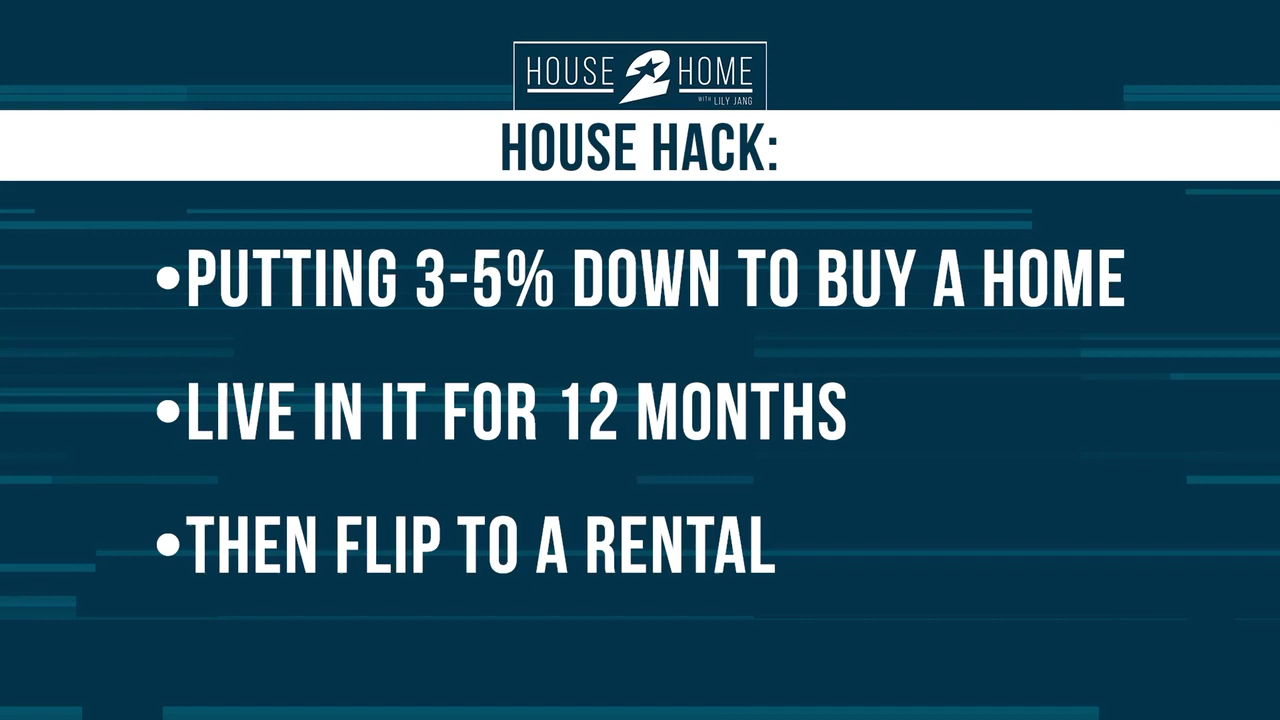 HOUSE 2 HOME
WITH LILY JANG
HOUSE HACK:
•PUTTING 3-5% DOWN TO BUY A HOME
•LIVE IN IT FOR 12 MONTHS
•THEN FLIP TO A RENTAL